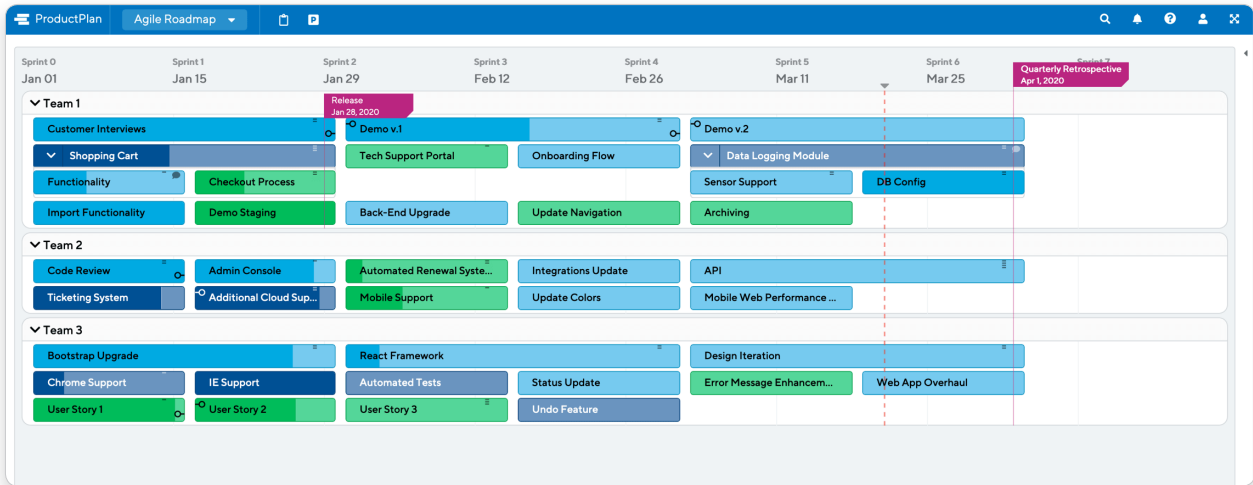 ProductPlan Agile Roadmap P
Sprint 0 Sprint 1 Sprint 2 Sprint 3 Sprint 4 Sprint 5 Sprint 6 Sprint 7
Jan 01 Jan 15 Jan 29 Feb 12 Feb 26 Mar 11 Mar 25
Quarterly Retrospective
Apr 1, 2020
Team 1
Release
Jan 28, 2020
Customer Interviews Demo v.1 Demo v.2
Shopping Cart Tech Support Portal Onboarding Flow Data Logging Module
Functionality Checkout Process Sensor Support DB Config
Import Functionality Demo Staging Back-End Upgrade Update Navigation Archiving
Team 2
Code Review Admin Console Automated Renewal Syste... Integrations Update API
Ticketing System Additional Cloud Sup... Mobile Support Update Colors Mobile Web Performance ...
Team 3
Bootstrap Upgrade React Framework Design Iteration
Chrome Support IE Support Automated Tests Status Update Error Message Enhancem... Web App Overhaul
User Story 1 User Story 2 User Story 3 Undo Feature